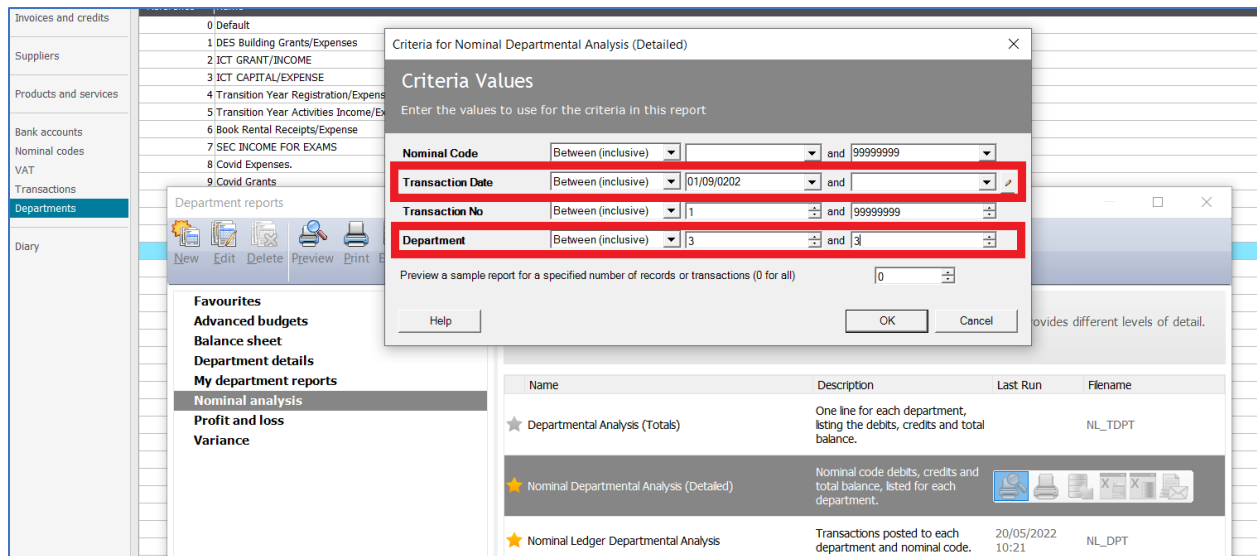 Invoices and credits
Suppliers
Products and services
Bank accounts
Nominal codes
VAT
Transactions
Departments
Diary
0 Default
1 DES Building Grants/Expenses
2 ICT GRANT/INCOME
3 ICT CAPITAL/EXPENSE
4 Transition Year Registration/Expens
5 Transition Year Activities Income/Ex
6 Book Rental Receipts/Expense
7 SEC INCOME FOR EXAMS
8 Covid Expenses.
9 Covid Grants
Criteria for Nominal Departmental Analysis (Detailed)
Criteria Values
Enter the values to use for the criteria in this report
Nominal Code Between (inclusive) and 99999999
Transaction Date Between (inclusive) 01/09/0202 and
Transaction No Between (inclusive) 1 and 99999999
Department Between (inclusive) 3 and 3
Preview a sample report for a specified number of records or transactions (0 for all) 0
Help OK Cancel
Department reports
New Edit Delete Preview Print E
Favourites
Advanced budgets
Balance sheet
Department details
My department reports
Nominal analysis
Profit and loss
Variance
ovides different levels of detail.
Name Description Last Run Filename
Departmental Analysis (Totals) One line for each department,
listing the debits, credits and total
balance. NL_TDPT
Nominal Departmental Analysis (Detailed) Nominal code debits, credits and
total balance, listed for each
department.
Nominal Ledger Departmental Analysis Transactions posted to each
department and nominal code. 20/05/2022
10:21 NL_DPT